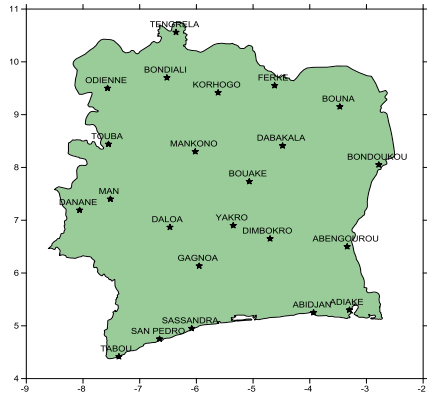 11
TENGRELA
10
BONDIALI
ODIENNE
KORHOGO
FERKE
BOUNA
9
TOUBA
MANKONO
DABAKALA
BONDOUKOU
8
BOUAKE
MAN
DANANE
7
DALOA
YAKRO
DIMBOKRO
ABENGOUROU
GAGNOA
6
ABIDJAN
ADIAKE
5
SASSANDRA
SAN PEDRO
TABOU
4
-9 -8 -7 -6 -5 -4 -3 -2